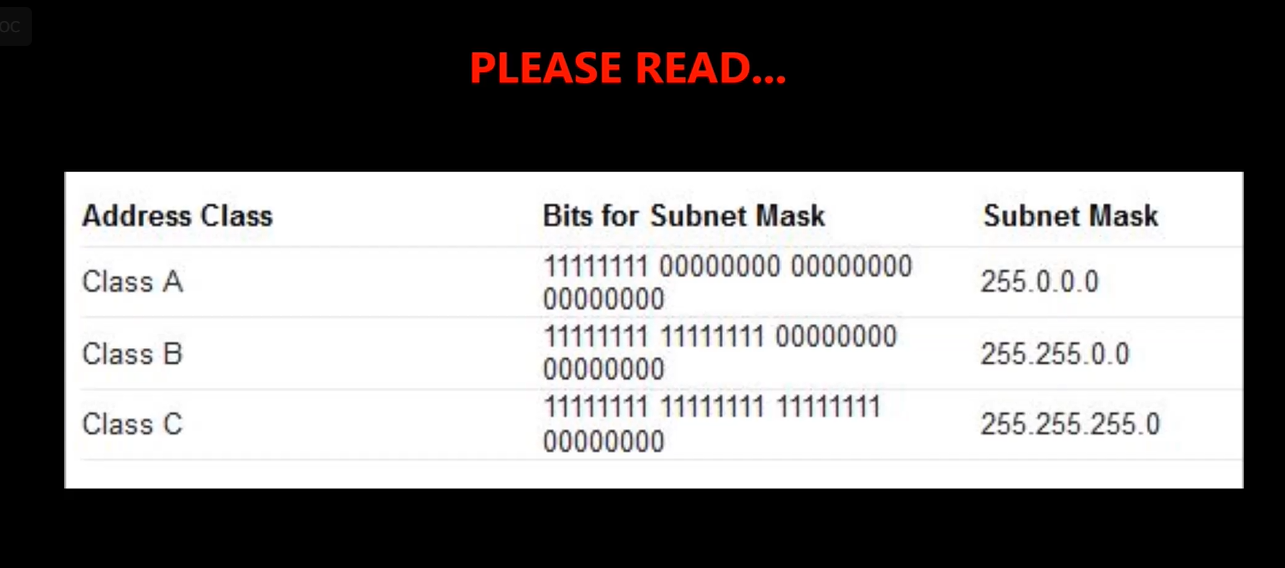 OC
PLEASE READ...
Address Class Bits for Subnet Mask Subnet Mask
Class A 11111111 00000000 00000000 255.0.0.0
00000000
Class B 11111111 11111111 00000000 255.255.0.0
00000000
Class C 11111111 11111111 11111111 255.255.255.0
00000000